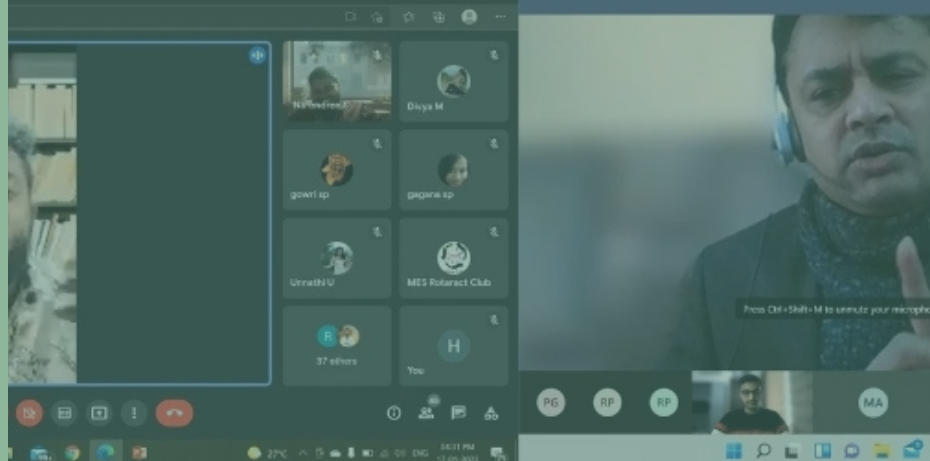 Divya M
gowri sp
gagana sp
Unnathi U
MES Rotaract Club
R
37 others
H
You
27°C
ENG
Press Ctrl+Shift+M to unmute your
PG
RP
RP
MA